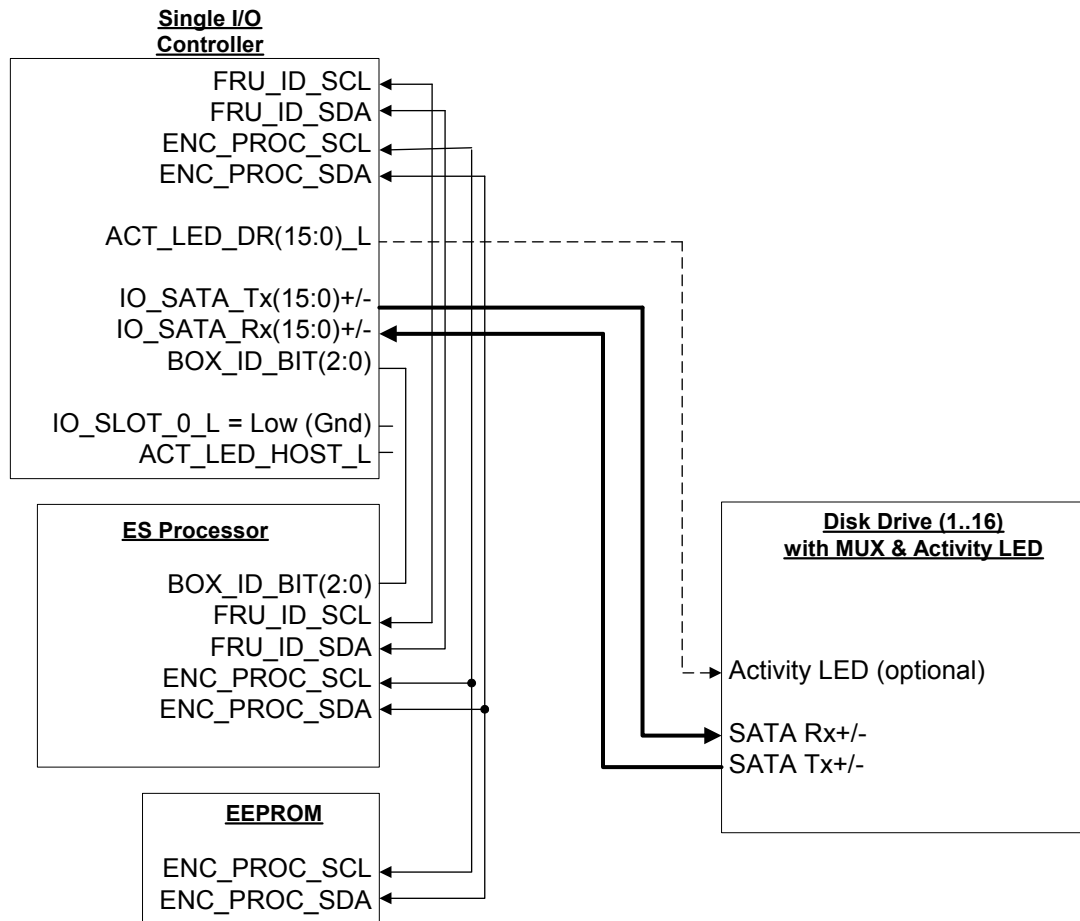 Single I/O
Controller
FRU_ID_SCL
FRU_ID_SDA
ENC_PROC_SCL
ENC_PROC_SDA
ACT_LED_DR(15:0)_L
IO_SATA_Tx(15:0)+/-
IO_SATA_Rx(15:0)+/-
BOX_ID_BIT(2:0)
IO_SLOT_0_L = Low (Gnd)
ACT_LED_HOST_L
ES Processor
BOX_ID_BIT(2:0)
FRU_ID_SCL
FRU_ID_SDA
ENC_PROC_SCL
ENC_PROC_SDA
Disk Drive (1..16)
with MUX & Activity LED
Activity LED (optional)
SATA Rx+/-
SATA Tx+/-
EEPROM
ENC_PROC_SCL
ENC_PROC_SDA